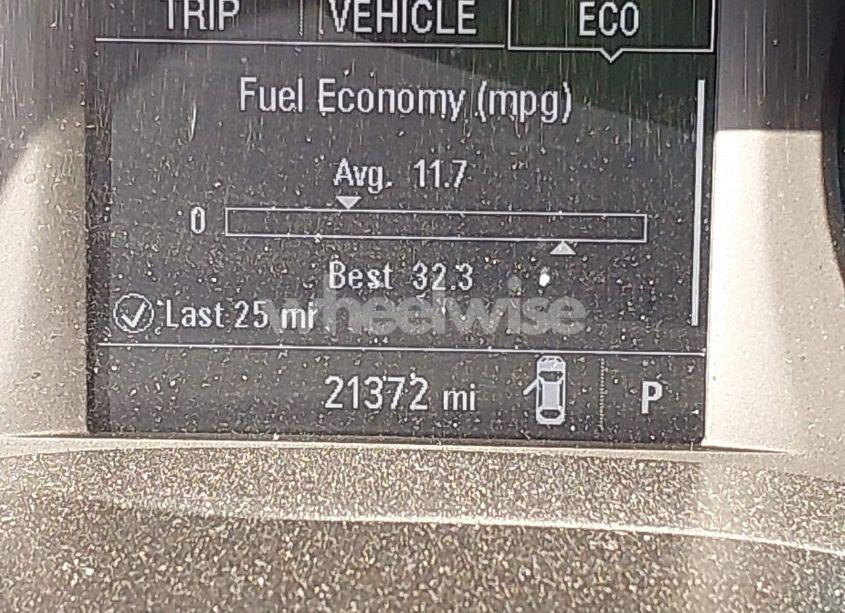 TRIP VEHICLE ECO
Fuel Economy (mpg)
Avg. 11.7
0
Best 32.3
Last 25 mi
wheelwise
21372 mi P